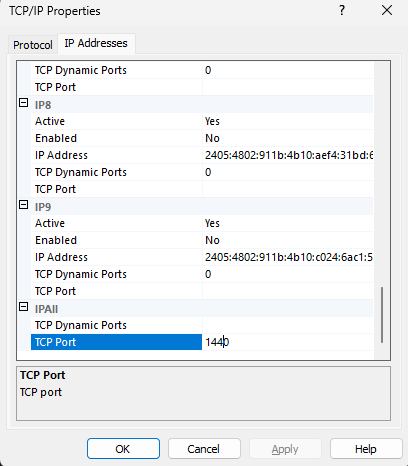 TCP/IP Properties ? ×
Protocol IP Addresses
TCP Dynamic Ports 0
TCP Port
IP8
Active Yes
Enabled No
IP Address 2405:4802:911b:4b10:aef4:31bd:6
TCP Dynamic Ports 0
TCP Port
IP9
Active Yes
Enabled No
IP Address 2405:4802:911b:4b10:c024:6ac1:5
TCP Dynamic Ports 0
TCP Port
IPAll
TCP Dynamic Ports
TCP Port 1440
TCP Port
TCP port
OK Cancel Apply Help